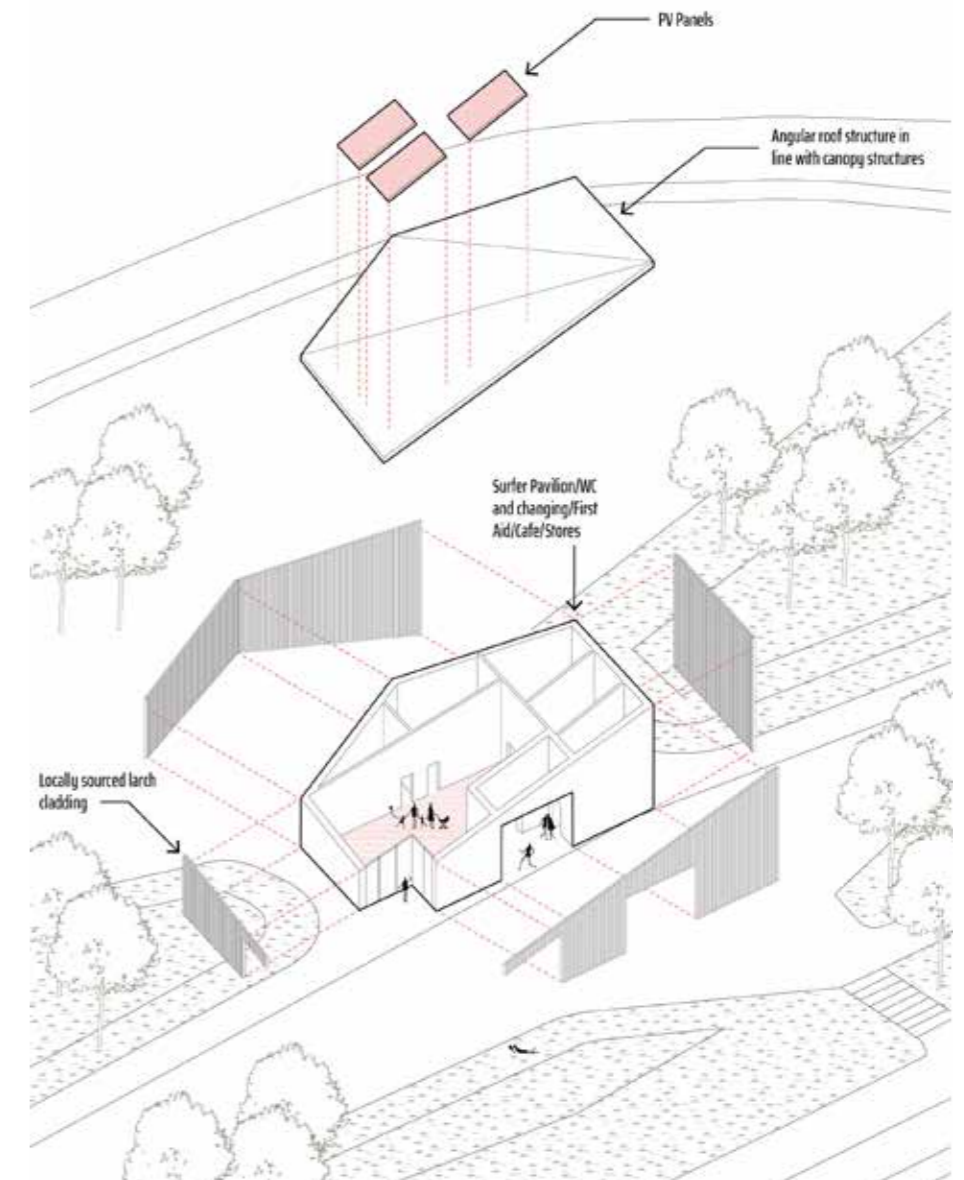 PV Panels
Angular roof structure in
line with canopy structures
Surfer Pavilion/WC
and changing/First
Aid/Cafe/Stores
Locally sourced larch
cladding